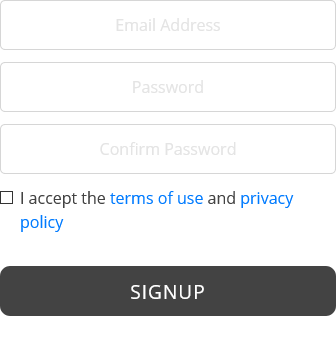 Email Address
Password
Confirm Password
I accept the terms of use and privacy
policy
SIGNUP